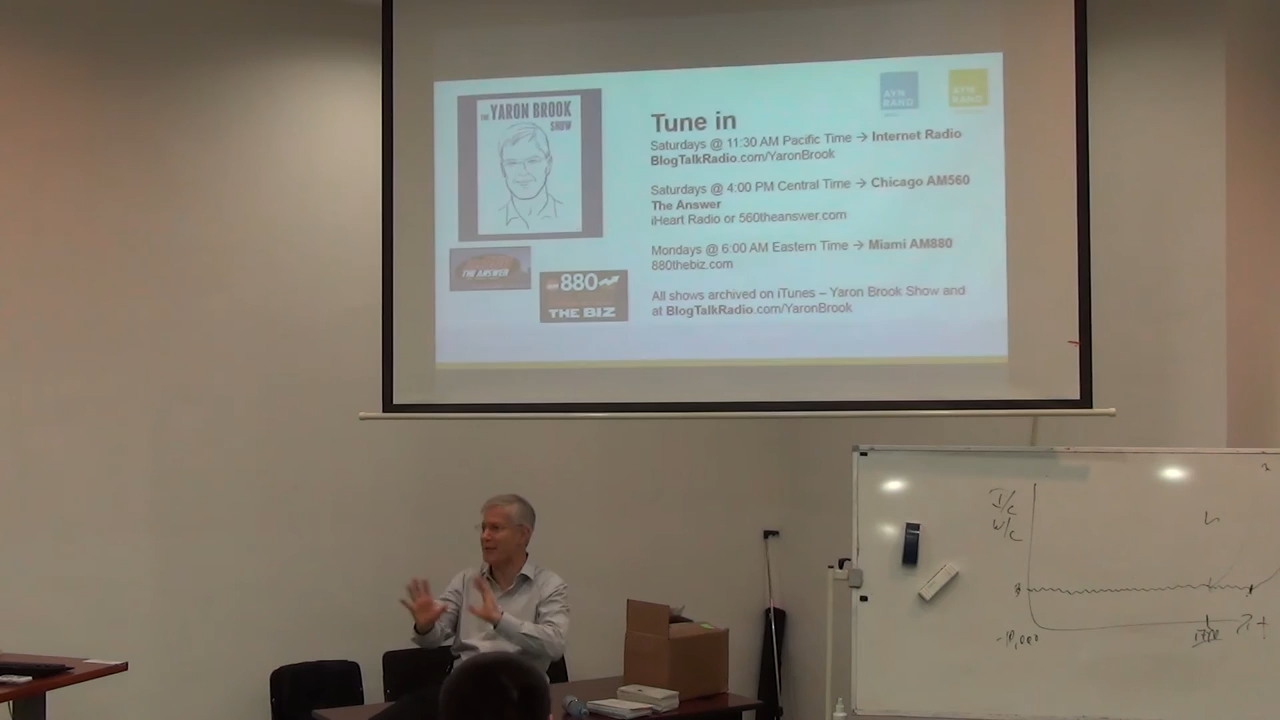 THE YARON BROOK
SHOW
AYN
RAND
AYN
RAND
Tune in
Saturdays @ 11:30 AM Pacific Time → Internet Radio
BlogTalkRadio.com/YaronBrook
Saturdays @ 4:00 PM Central Time → Chicago AM560
The Answer
iHeart Radio or 560theanswer.com
Mondays @ 6:00 AM Eastern Time → Miami AM880
880thebiz.com
All shows archived on iTunes – Yaron Brook Show and
at BlogTalkRadio.com/YaronBrook
THE ANSWER
880
THE BIZ
I/c
W/c
-10,000